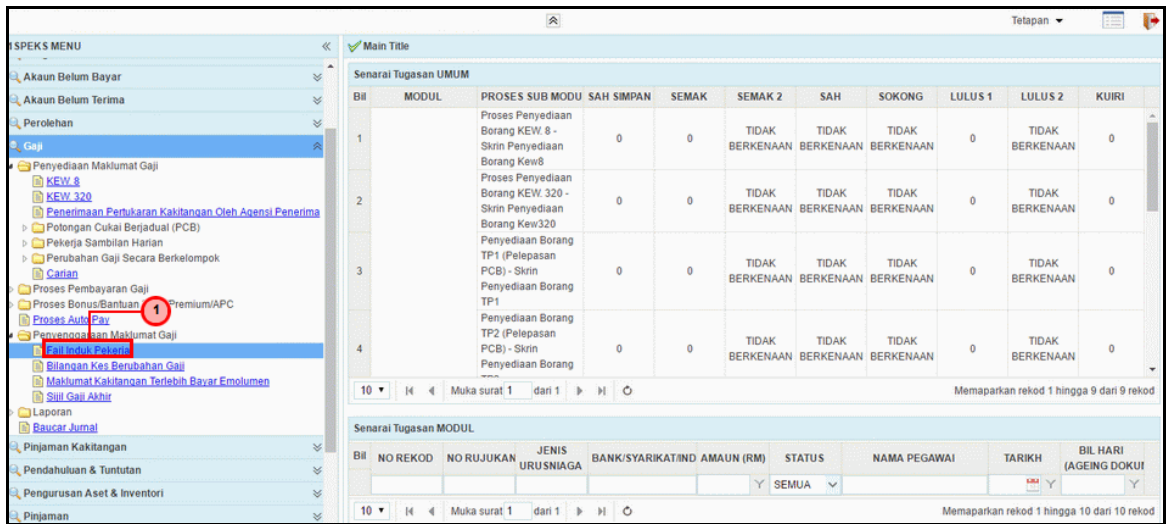 Tetapan
1SPEKS MENU
Akaun Belum Bayar
Akaun Belum Terima
Perolehan
Gaji
Penyediaan Maklumat Gaji
KEW. 8
KEW. 320
Penerimaan Pertukaran Kakitangan Oleh Agensi Penerima
Potongan Cukai Berjadual (PCB)
Pekerja Sambilan Harian
Perubahan Gaji Secara Berkelompok
Carian
Proses Pembayaran Gaji
Proses Bonus/Bantuan Premium/APC
1
Proses Auto Pay
Penyenggaraan Maklumat Gaji
Fail Induk Pekerja
Bilangan Kes Berubahan Gaji
Maklumat Kakitangan Terlebih Bayar Emolumen
Sijil Gaji Akhir
Laporan
Baucar Jurnal
Pinjaman Kakitangan
Pendahuluan & Tuntutan
Pengurusan Aset & Inventori
Pinjaman
Main Title
Senarai Tugasan UMUM
Bil MODUL PROSES SUB MODU SAH SIMPAN SEMAK SEMAK 2 SAH SOKONG LULUS 1 LULUS 2 KUIRI
Proses Penyediaan
Borang KEW. 8 -
Skrin Penyediaan
Borang Kew8
1 0 0 TIDAK BERKENAAN TIDAK BERKENAAN TIDAK BERKENAAN 0 TIDAK BERKENAAN 0
Proses Penyediaan
Borang KEW. 320 -
Skrin Penyediaan
Borang Kew320
2 0 0 TIDAK BERKENAAN TIDAK BERKENAAN TIDAK BERKENAAN 0 TIDAK BERKENAAN 0
Penyediaan Borang
TP1 (Pelepasan
PCB) - Skrin
Penyediaan Borang
TP1
3 0 0 TIDAK BERKENAAN TIDAK BERKENAAN TIDAK BERKENAAN 0 TIDAK BERKENAAN 0
Penyediaan Borang
TP2 (Pelepasan
PCB) - Skrin
Penyediaan Borang
4 0 0 TIDAK BERKENAAN TIDAK BERKENAAN TIDAK BERKENAAN 0 TIDAK BERKENAAN 0
10 Muka surat 1 dari 1 Memaparkan rekod 1 hingga 9 dari 9 rekod
Senarai Tugasan MODUL
Bil NO REKOD NO RUJUKAN JENIS URUSNIAGA BANK/SYARIKAT/IND AMAUN (RM) STATUS NAMA PEGAWAI TARIKH BIL HARI (AGEING DOKUI
SEMUA
10 Muka surat 1 dari 1 Memaparkan rekod 1 hingga 10 dari 10 rekod